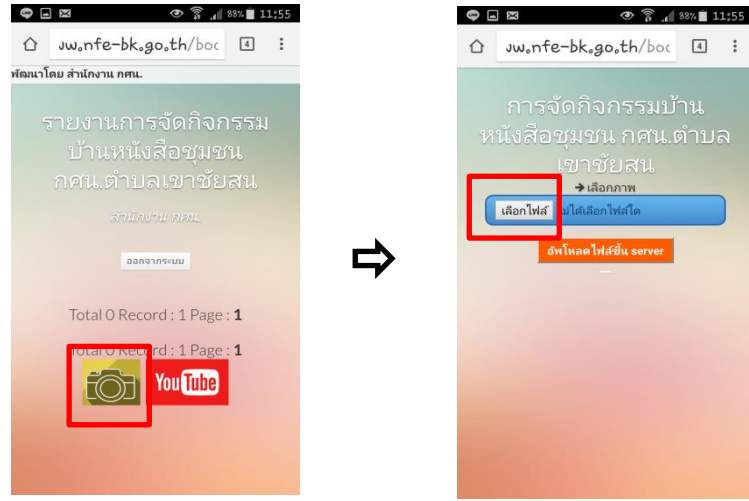 88% 11:55
ɹw.nfe-bk.go.th/boc 4
พัฒนาโดย สำนักงาน กศน.
รายงานการจัดกิจกรรม
บ้านหนังสือชุมชน
กศน.ตำบลเขาชัยสน
สำนักงาน กศน.
ออกจากระบบ
Total 0 Record : 1 Page : 1
Total 0 Record : 1 Page : 1
YouTube
88% 11:55
w.nfe-bk.go.th/boc 4
การจัดกิจกรรมบ้าน
หนังสือชุมชน กศน.ตำบล
เขาชัยสน
➔ เลือกภาพ
เลือกไฟล์ ไม่ได้เลือกไฟล์ใด
อัพโหลดไฟล์ขึ้น server